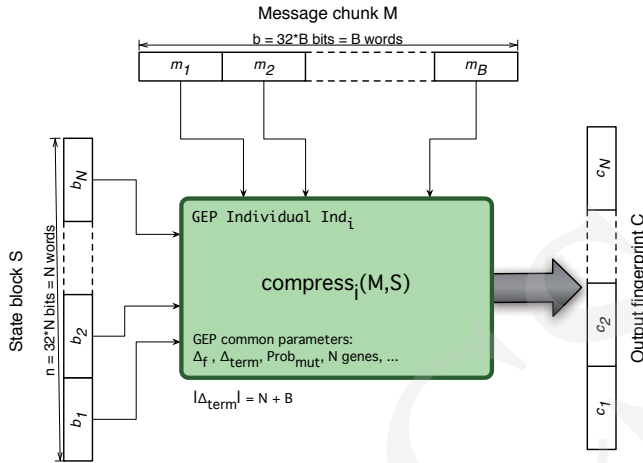 Message chunk M
b = 32*B bits = B words
m1
m2
mB
State block S
n = 32*N bits = N words
bN
b2
b1
GEP Individual Indi
compressi(M,S)
GEP common parameters:
Δf , Δterm, Probmut, N genes, ...
|Δterm| = N + B
Output fingerprint C
cN
c2
c1